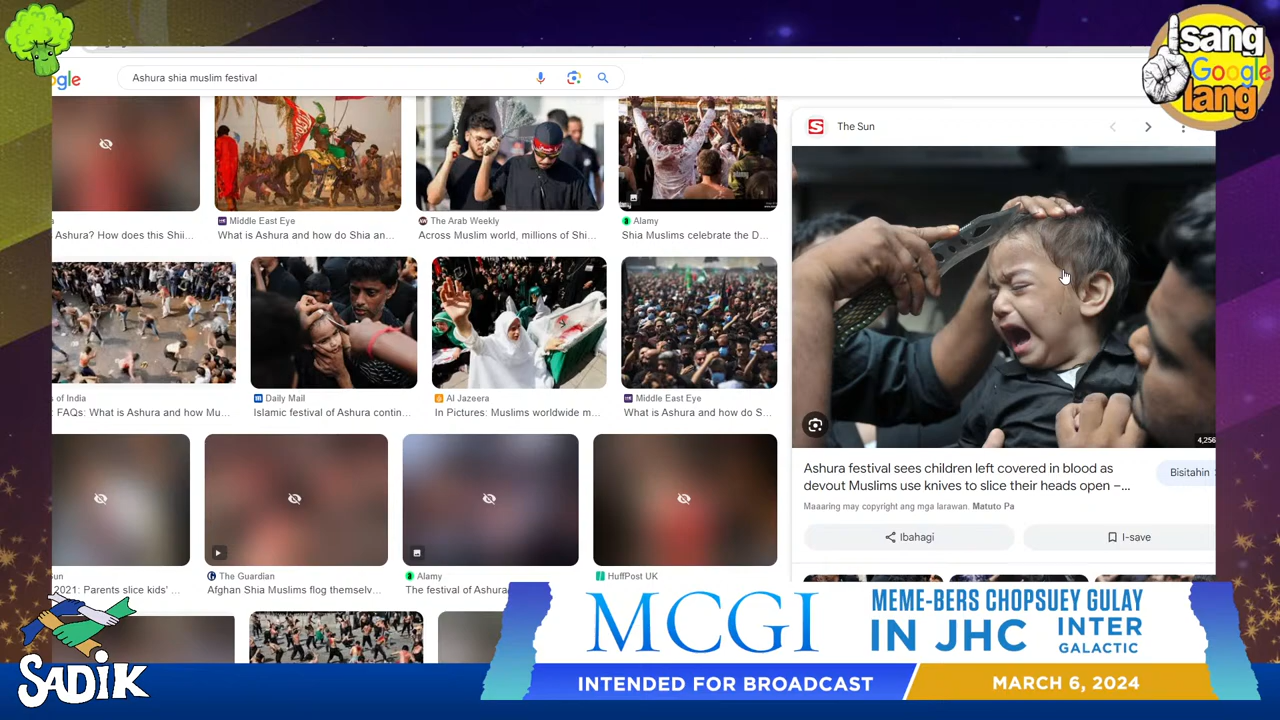 Isang
Google
lang
gle
Ashura shia muslim festival
The Sun
Middle East Eye
The Arab Weekly
Alamy
Ashura? How does this Shii...
What is Ashura and how do Shia an...
Across Muslim world, millions of Shi...
Shia Muslims celebrate the D...
of India
Daily Mail
Al Jazeera
Middle East Eye
FAQs: What is Ashura and how Mu...
Islamic festival of Ashura contin...
In Pictures: Muslims worldwide m...
What is Ashura and how do S...
4,256
Ashura festival sees children left covered in blood as
devout Muslims use knives to slice their heads open –...
Bisitahin
Maaaring may copyright ang mga larawan. Matuto Pa
Ibahagi
I-save
Sun
The Guardian
Alamy
HuffPost UK
2021: Parents slice kids' ...
Afghan Shia Muslims flog themselv...
The festival of Ashura
SADIK
MCGI
MEME-BERS CHOPSUEY GULAY
IN JHC
INTER
GALACTIC
INTENDED FOR BROADCAST
MARCH 6, 2024